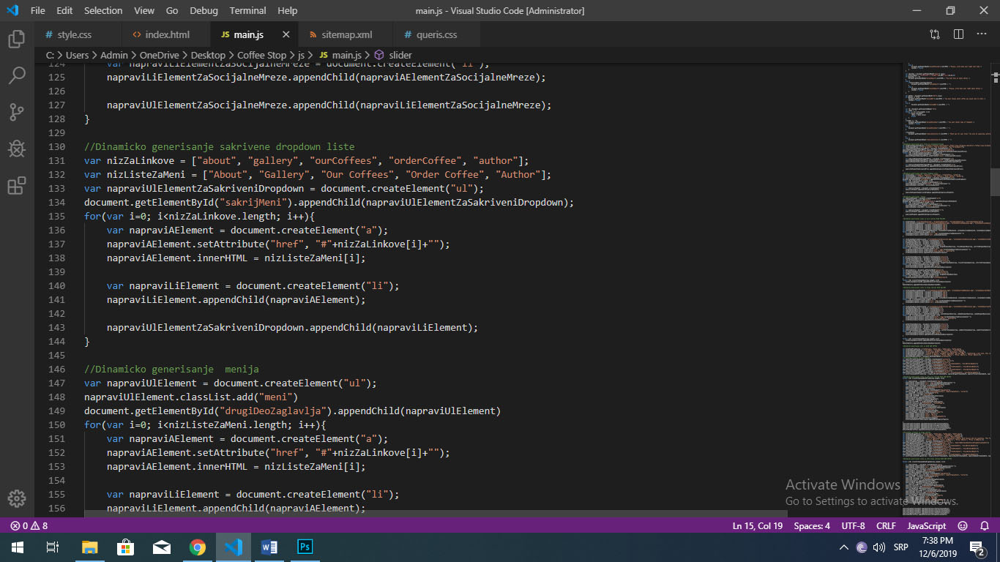 File Edit Selection View Go Debug Terminal Help main.js - Visual Studio Code [Administrator]
# style.css <> index.html JS main.js sitemap.xml # queris.css
C: > Users > Admin > OneDrive > Desktop > Coffee Stop > js > JS main.js > slider
124 var napraviLiElementZaSocijalneMreze = document.createElement("li");
125 napraviLiElementZaSocijalneMreze.appendChild(napraviAElementZaSocijalneMreze);
126
127 napraviUlElementZaSocijalneMreze.appendChild(napraviLiElementZaSocijalneMreze);
128 }
129
130 //Dinamicko generisanje sakrivene dropdown liste
131 var nizZaLinkove = ["about", "gallery", "ourCoffees", "orderCoffee", "author"];
132 var nizListeZaMeni = ["About", "Gallery", "Our Coffees", "Order Coffee", "Author"];
133 var napraviUlElementZaSakriveniDropdown = document.createElement("ul");
134 document.getElementById("sakrijMeni").appendChild(napraviUlElementZaSakriveniDropdown);
135 for(var i=0; i<nizZaLinkove.length; i++){
136 var napraviAElement = document.createElement("a");
137 napraviAElement.setAttribute("href", "#"+nizZaLinkove[i]+"");
138 napraviAElement.innerHTML = nizListeZaMeni[i];
139
140 var napraviLiElement = document.createElement("li");
141 napraviLiElement.appendChild(napraviAElement);
142
143 napraviUlElementZaSakriveniDropdown.appendChild(napraviLiElement);
144 }
145
146 //Dinamicko generisanje  menija
147 var napraviUlElement = document.createElement("ul");
148 napraviUlElement.classList.add("meni")
149 document.getElementById("drugiDeoZaglavlja").appendChild(napraviUlElement)
150 for(var i=0; i<nizListeZaMeni.length; i++){
151 var napraviAElement = document.createElement("a");
152 napraviAElement.setAttribute("href", "#"+nizZaLinkove[i]+"");
153 napraviAElement.innerHTML = nizListeZaMeni[i];
154
155 var napraviLiElement = document.createElement("li");
156 napraviLiElement.appendChild(napraviAElement);
Activate Windows
Go to Settings to activate Windows.
0 8 Ln 15, Col 19 Spaces: 4 UTF-8 CRLF JavaScript
W Ps SRP 7:38 PM
12/6/2019 2